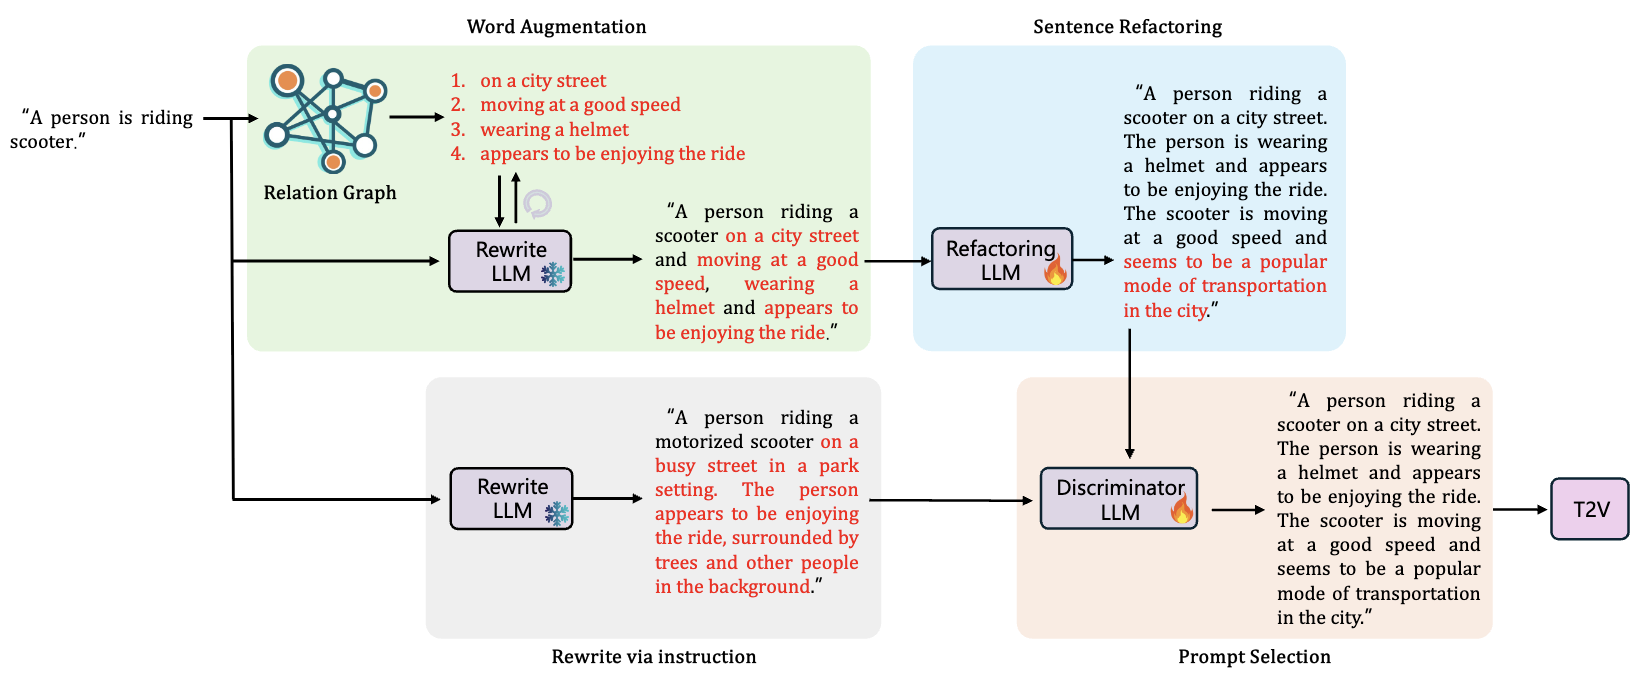 Word Augmentation
Sentence Refactoring
“A person is riding
scooter.”
Relation Graph
1. on a city street
2. moving at a good speed
3. wearing a helmet
4. appears to be enjoying the ride
Rewrite
LLM
“A person riding a
scooter on a city street
and moving at a good
speed, wearing a
helmet and appears to
be enjoying the ride.”
Refactoring
LLM
“A person riding a
scooter on a city street.
The person is wearing
a helmet and appears
to be enjoying the ride.
The scooter is moving
at a good speed and
seems to be a popular
mode of transportation
in the city.”
Rewrite
LLM
“A person riding a
motorized scooter on a
busy street in a park
setting. The person
appears to be enjoying
the ride, surrounded by
trees and other people
in the background.”
Discriminator
LLM
“A person riding a
scooter on a city street.
The person is wearing
a helmet and appears
to be enjoying the ride.
The scooter is moving
at a good speed and
seems to be a popular
mode of transportation
in the city.”
T2V
Rewrite via instruction
Prompt Selection